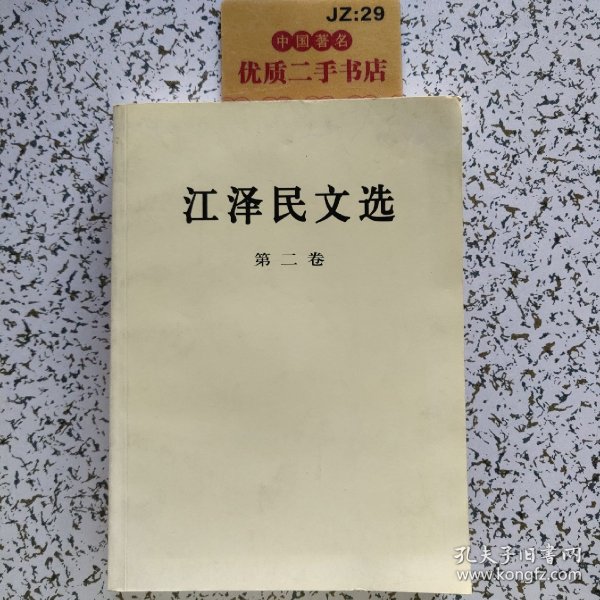 JZ:29
中国著名
优质二手书店
江泽民文选
第二卷
孔夫子旧书网
www.kongfz.com